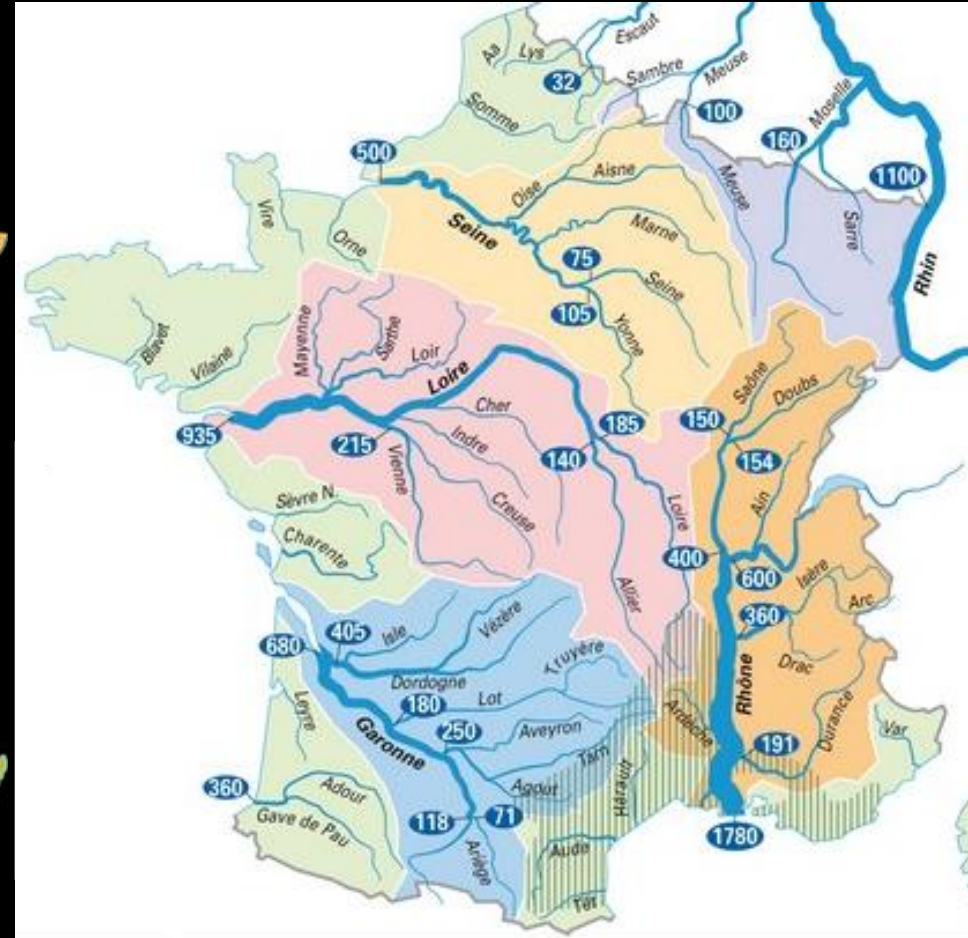 Escaut
Aa
Lys
32
Sambre
Meuse
Somme
100
Moselle
160
500
Oise
Aisne
Meuse
1100
Vire
Orne
Seine
Marne
Sarre
75
Seine
Rhin
105
Yonne
Blavet
Vilaine
Mayenne
Sarthe
Loir
Loire
Saône
Doubs
Cher
185
150
935
215
Indre
140
154
Vienne
Creuse
Loire
Ain
Sèvre N.
Charente
400
600
Isère
Allier
360
Arc
680
405
Isle
Vézère
Truyère
Drac
Dordogne
Lot
Rhône
Leyre
180
Ardèche
Durance
Garonne
250
Aveyron
Var
Tarn
191
360
Adour
Agout
Hérault
Gave de Pau
118
71
1780
Ariège
Aude
Têt